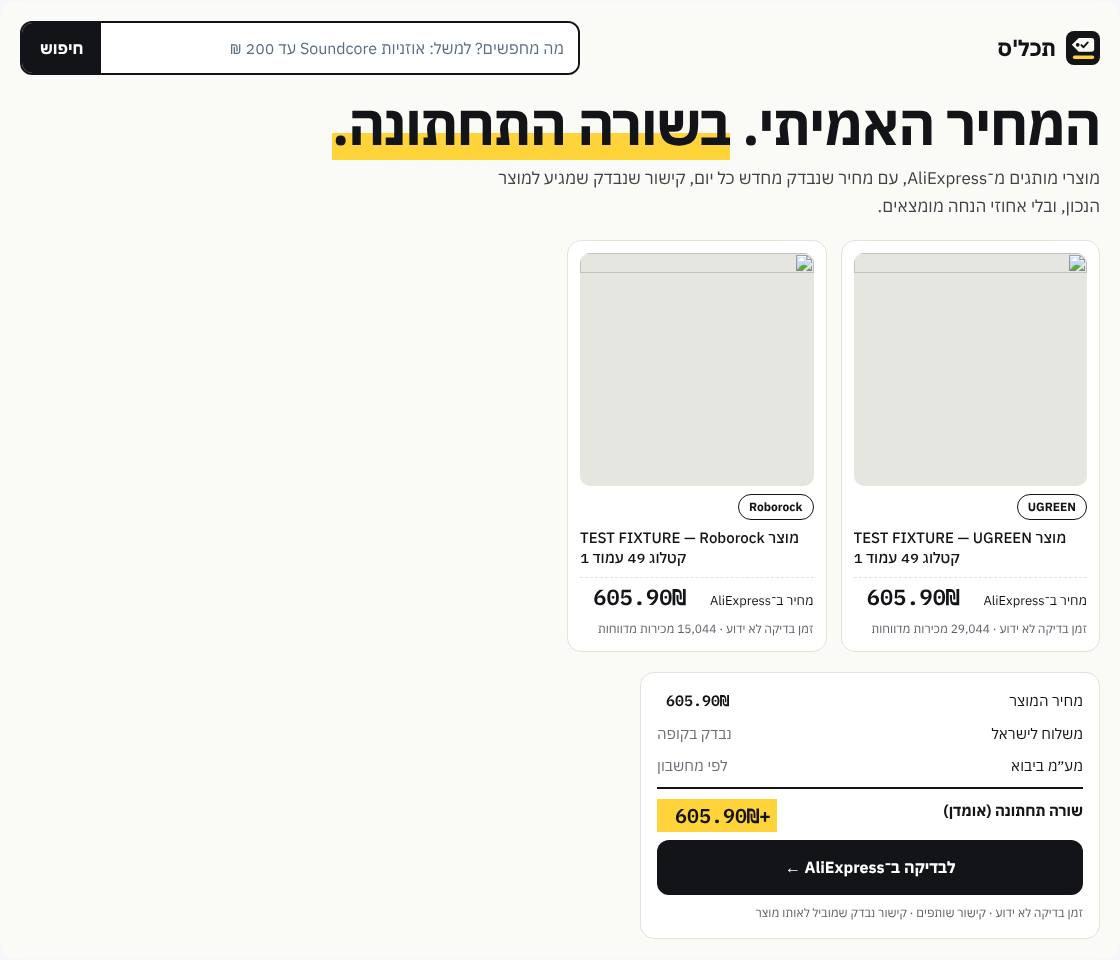 תכל'ס
מה מחפשים? למשל: אוזניות Soundcore עד 200 ₪
חיפוש
המחיר האמיתי. בשורה התחתונה.
מוצרי מותגים מ־AliExpress, עם מחיר שנבדק מחדש כל יום, קישור שנבדק שמגיע למוצר
הנכון, ובלי אחוזי הנחה מומצאים.
UGREEN
מוצר TEST FIXTURE — UGREEN
קטלוג 49 עמוד 1
מחיר ב־AliExpress
605.90₪
זמן בדיקה לא ידוע · 29,044 מכירות מדווחות
Roborock
מוצר TEST FIXTURE — Roborock
קטלוג 49 עמוד 1
מחיר ב־AliExpress
605.90₪
זמן בדיקה לא ידוע · 15,044 מכירות מדווחות
מחיר המוצר 605.90₪
משלוח לישראל נבדק בקופה
מע״מ ביבוא לפי מחשבון
שורה תחתונה (אומדן) 605.90₪+
לבדיקה ב־AliExpress ←
זמן בדיקה לא ידוע · קישור שותפים · קישור נבדק שמוביל לאותו מוצר